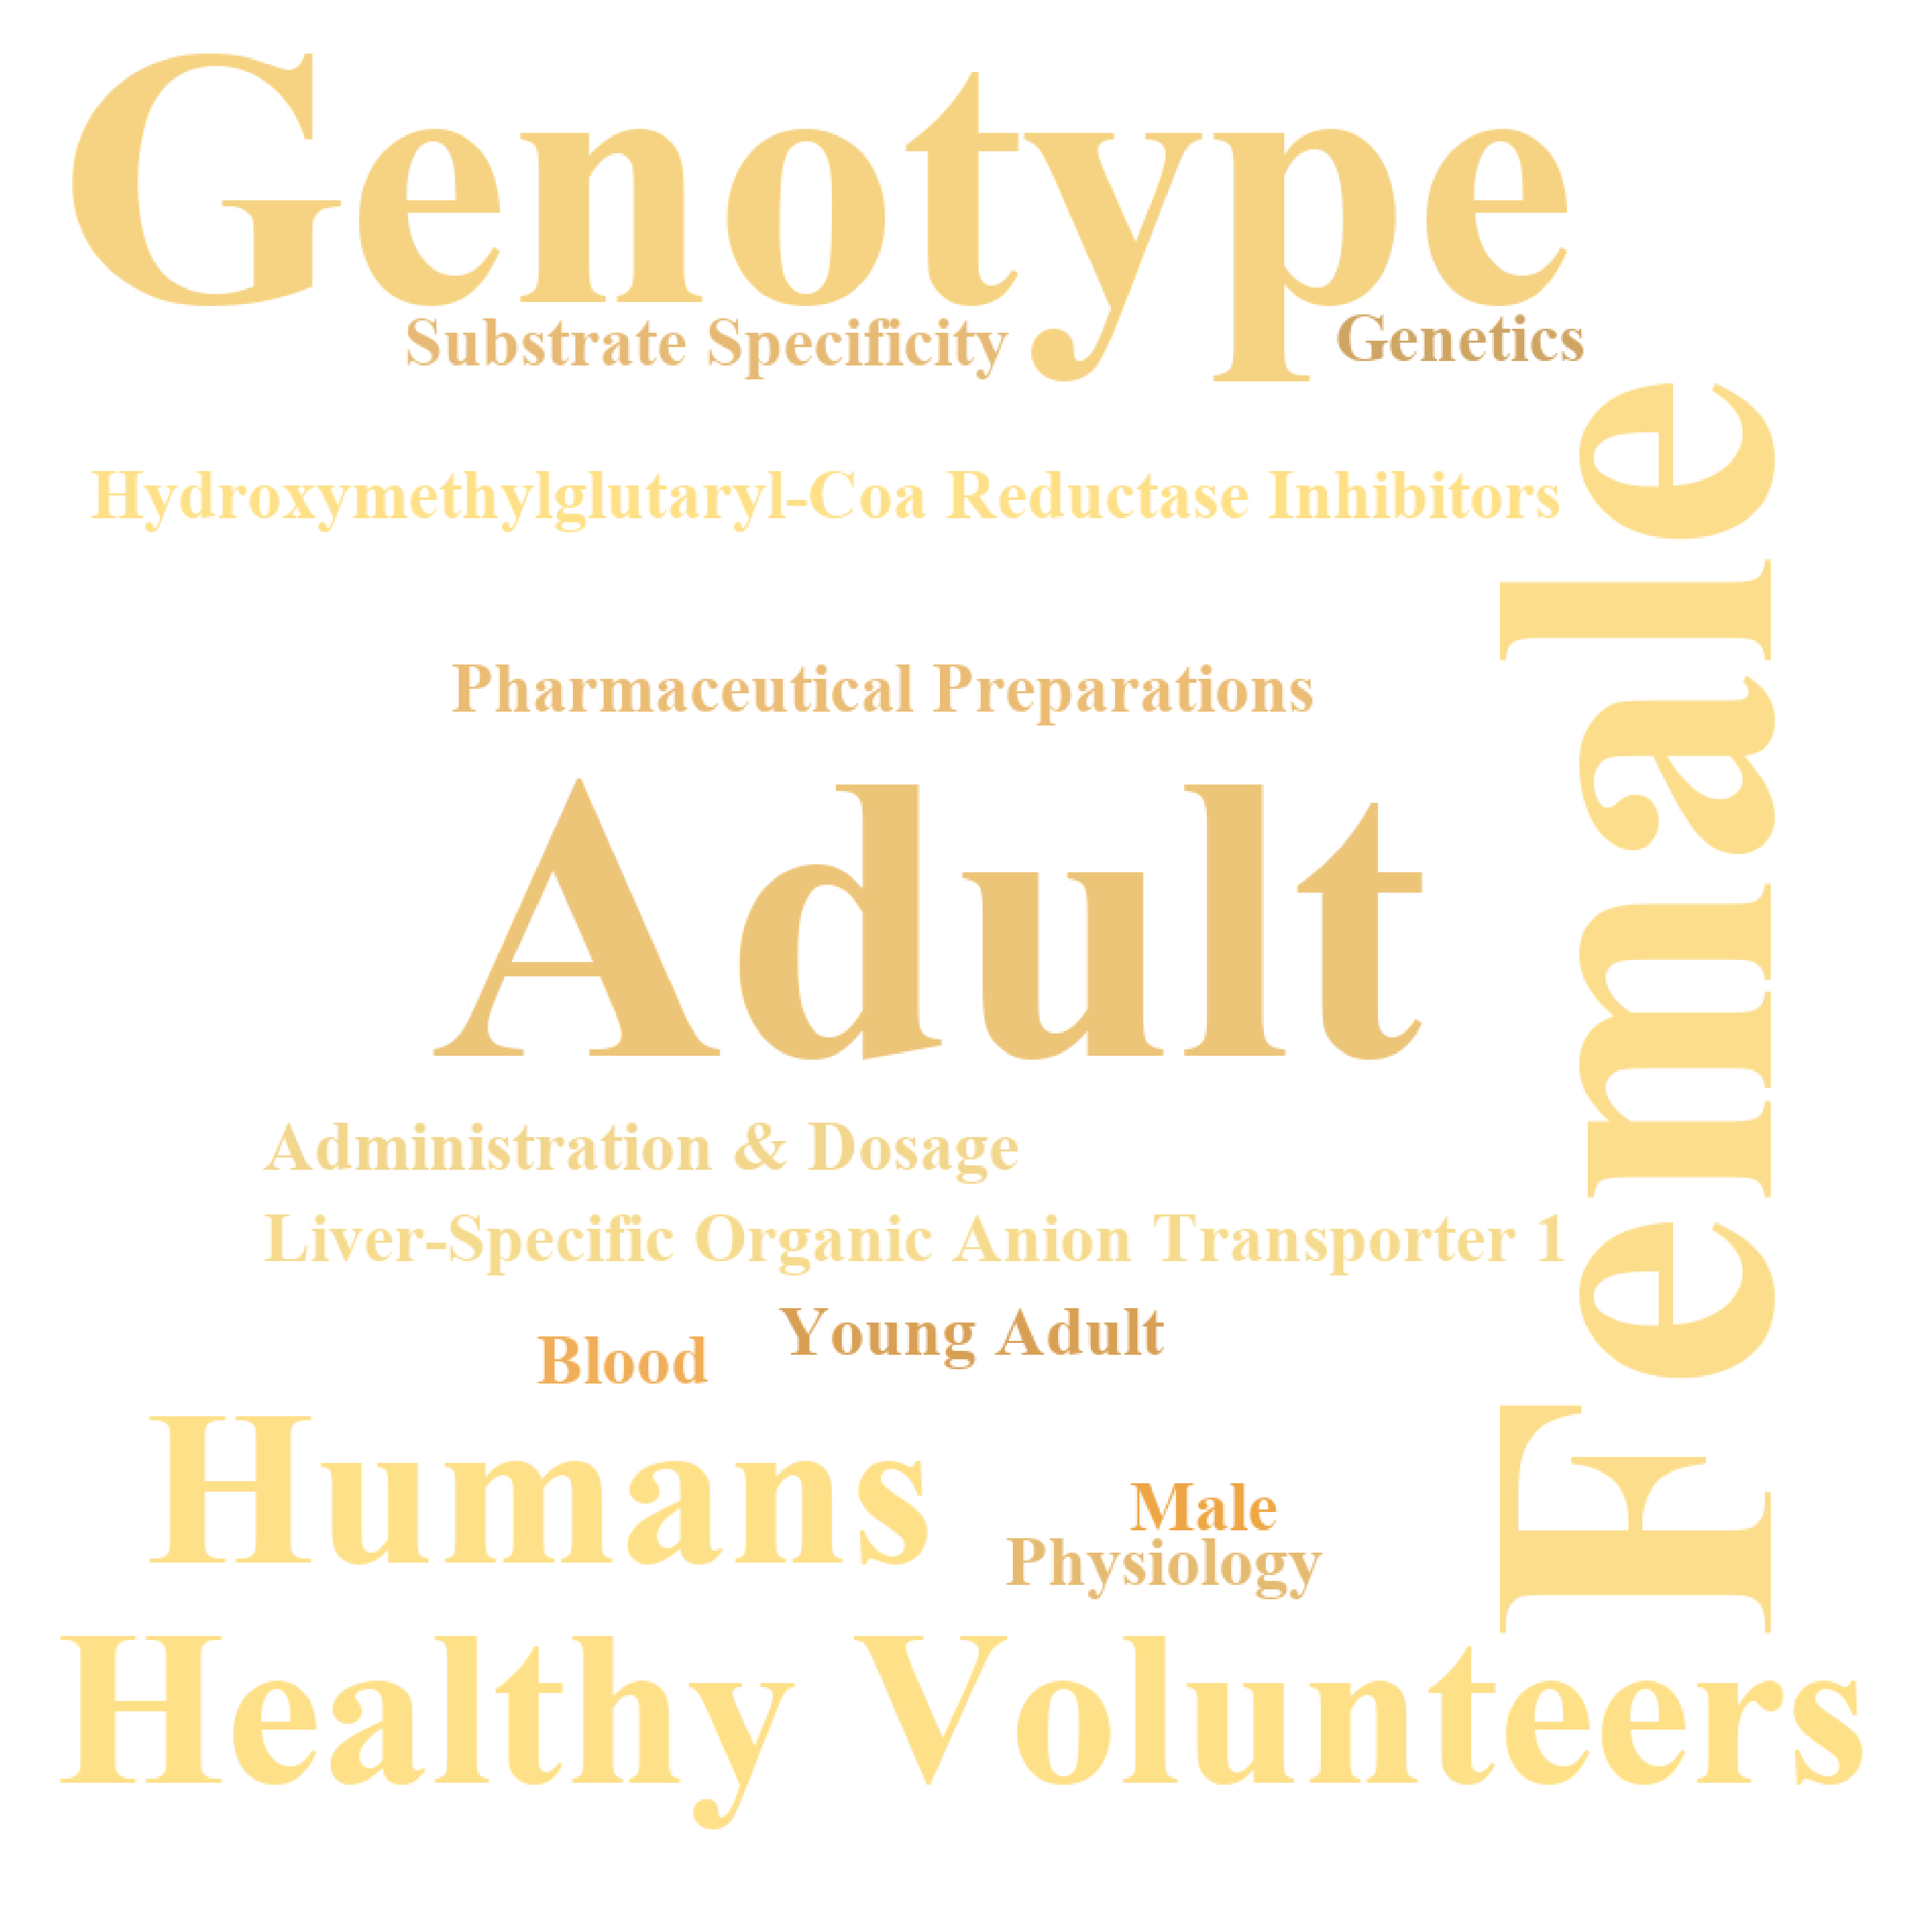 Genotype
Substrate Specificity
Genetics
Hydroxymethylglutaryl-Coa Reductase Inhibitors
Pharmaceutical Preparations
Adult
Female
Administration & Dosage
Liver-Specific Organic Anion Transporter 1
Young Adult
Blood
Humans
Male
Physiology
Healthy Volunteers